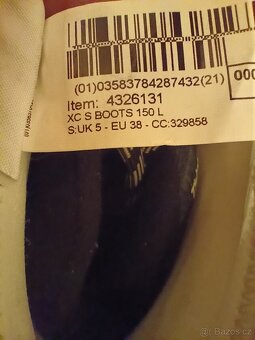 (01)03583784287432(21)
000
Item: 4326131
XC S BOOTS 150 L
S:UK 5 - EU 38 - CC:329858
Bazos.cz